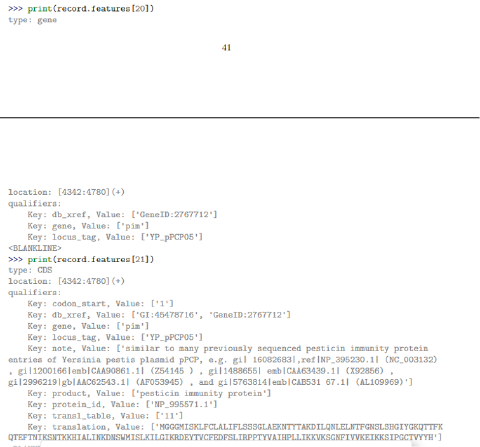 >>> print(record.features[20])
type: gene
41
location: [4342:4780](+)
qualifiers:
Key: db_xref, Value: ['GeneID:2767712']
Key: gene, Value: ['pim']
Key: locus_tag, Value: ['YP_pPCP05']
<BLANKLINE>
>>> print(record.features[21])
type: CDS
location: [4342:4780](+)
qualifiers:
Key: codon_start, Value: ['1']
Key: db_xref, Value: ['GI:45478716', 'GeneID:2767712']
Key: gene, Value: ['pim']
Key: locus_tag, Value: ['YP_pPCP05']
Key: note, Value: ['similar to many previously sequenced pesticin immunity protein
entries of Yersinia pestis plasmid pPCP, e.g. gi| 16082683|,ref|NP_395230.1| (NC_003132)
, gi|1200166|emb|CAA90861.1| (Z54145 ) , gi|1488655| emb|CAA63439.1| (X92856) ,
gi|2996219|gb|AAC62543.1| (AF053945) , and gi|5763814|emb|CAB531 67.1| (AL109969)']
Key: product, Value: ['pesticin immunity protein']
Key: protein_id, Value: ['NP_995571.1']
Key: transl_table, Value: ['11']
Key: translation, Value: ['MGGGMISKLFCLALIFLSSSGLAEKNTYTAKDILQNLELNTFGNSLSHGIYGKQTTFK
QTEFTNIKSNTKKHIALINKDNSWMISLKILGIKRDEYTVCFEDFSLIRPPTYVAIHPLLIKKVKSGNFIVVKEIKKSIPGCTVYYH']